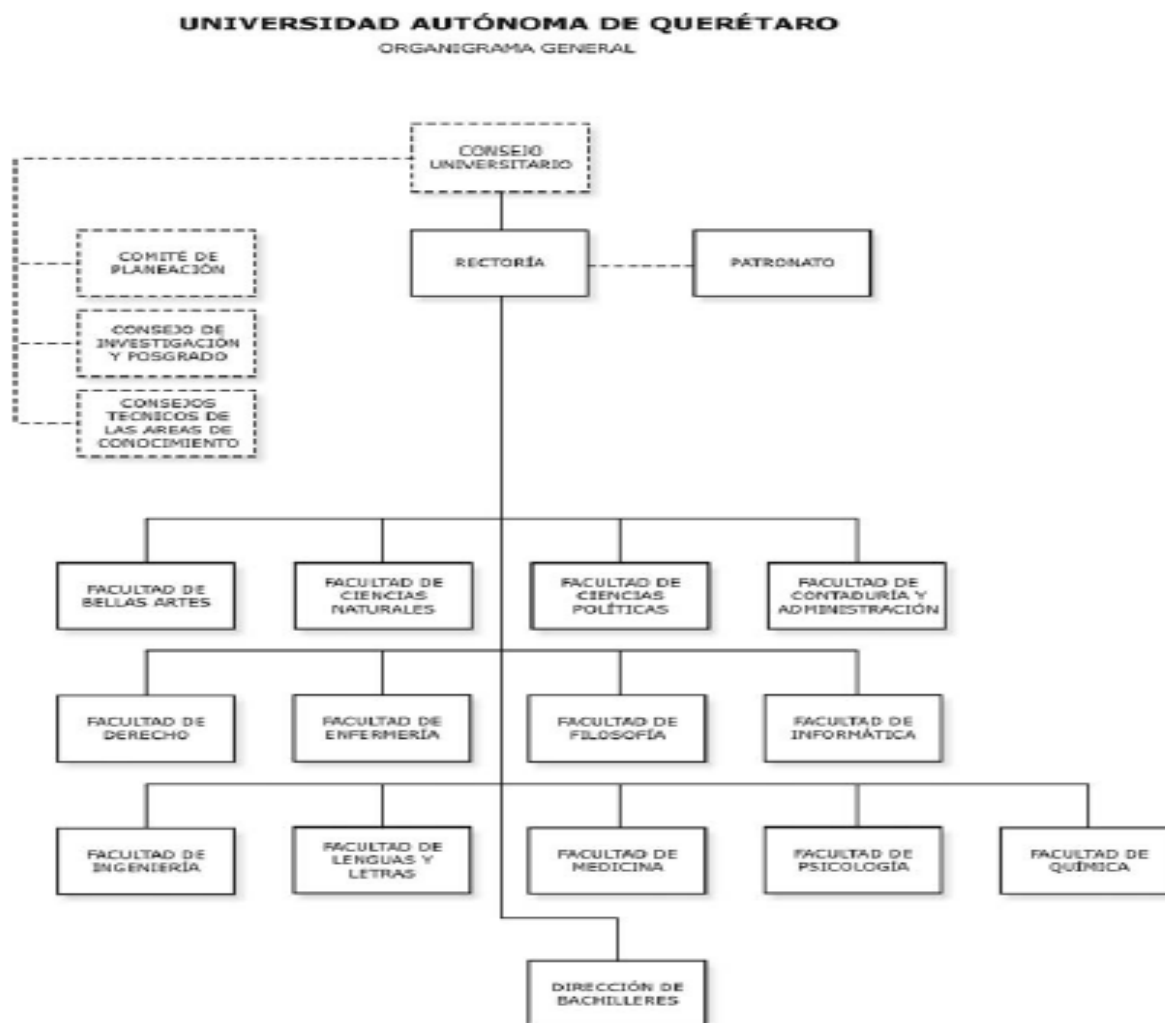 UNIVERSIDAD AUTÓNOMA DE QUERÉTARO
ORGANIGRAMA GENERAL
CONSEJO
UNIVERSITARIO
COMITÉ DE
PLANEACIÓN
RECTORÍA
PATRONATO
CONSEJO DE
INVESTIGACIÓN
Y POSGRADO
CONSEJOS
TECNICOS DE
LAS AREAS DE
CONOCIMIENTO
FACULTAD DE
BELLAS ARTES
FACULTAD DE
CIENCIAS
NATURALES
FACULTAD DE
CIENCIAS
POLÍTICAS
FACULTAD DE
CONTADURÍA Y
ADMINISTRACIÓN
FACULTAD DE
DERECHO
FACULTAD DE
ENFERMERÍA
FACULTAD DE
FILOSOFÍA
FACULTAD DE
INFORMÁTICA
FACULTAD DE
INGENIERÍA
FACULTAD DE
LENGUAS Y
LETRAS
FACULTAD DE
MEDICINA
FACULTAD DE
PSICOLOGÍA
FACULTAD DE
QUÍMICA
DIRECCIÓN DE
BACHILLERES